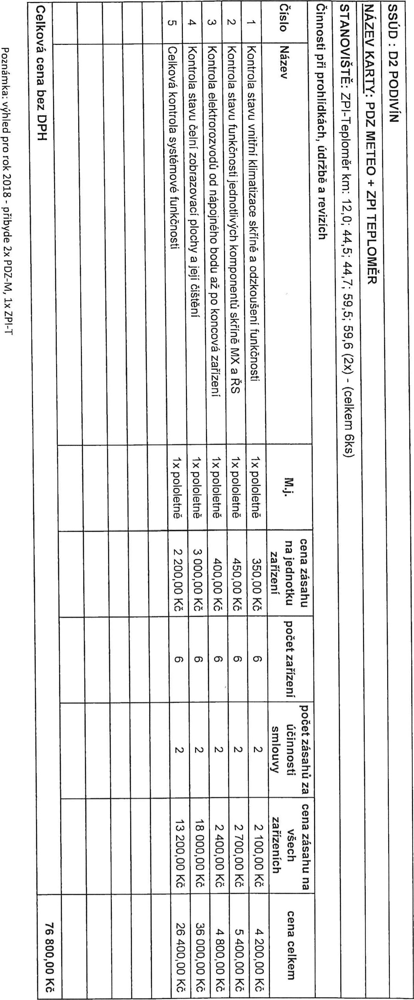 SSÚD : D2 PODIVÍN
NÁZEV KARTY: PDZ METEO + ZPI TEPLOMĚR
STANOVIŠTĚ: ZPI-Teploměr km: 12,0; 44,5; 44,7; 59,5; 59,6 (2x) - (celkem 6ks)
Činnosti při prohlídkách, údržbě a revizích
Číslo Název M.j. cena zásahu na jednotku zařízení počet zařízení počet zásahů za účinnosti smlouvy cena zásahu na všech zařízeních cena celkem
1 Kontrola stavu vnitřní klimatizace skříně a odzkoušení funkčnosti 1x pololetně 350,00 Kč 6 2 2 100,00 Kč 4 200,00 Kč
2 Kontrola stavu funkčnosti jednotlivých komponentů skříně MX a ŘS 1x pololetně 450,00 Kč 6 2 2 700,00 Kč 5 400,00 Kč
3 Kontrola elektrorozvodů od nápojného bodu až po koncová zařízení 1x pololetně 400,00 Kč 6 2 2 400,00 Kč 4 800,00 Kč
4 Kontrola stavu čelní zobrazovací plochy a její čištění 1x pololetně 3 000,00 Kč 6 2 18 000,00 Kč 36 000,00 Kč
5 Celková kontrola systémové funkčnosti 1x pololetně 2 200,00 Kč 6 2 13 200,00 Kč 26 400,00 Kč
Celková cena bez DPH 76 800,00 Kč
Poznámka: výhled pro rok 2018 - přibyde 2x PDZ-M, 1x ZPI-T